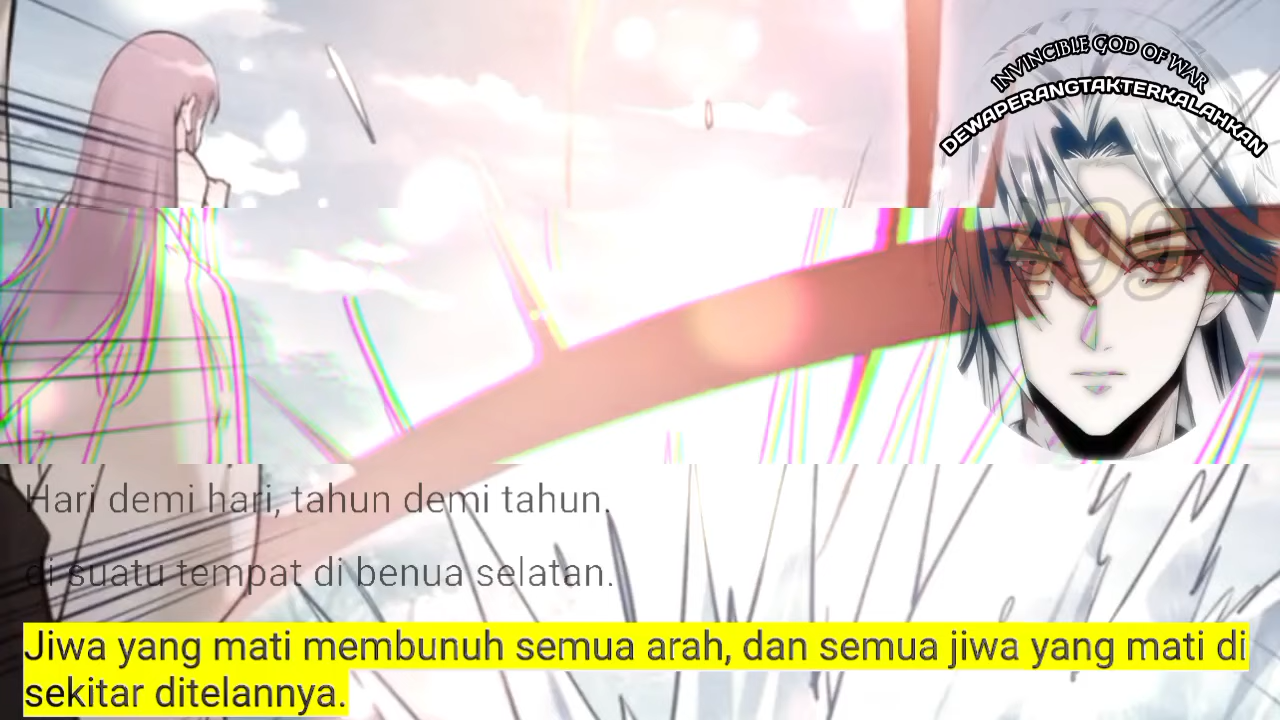 INVINCIBLE GOD OF WAR
DEWAPERANGTAKTERKALAHKAN
Hari demi hari, tahun demi tahun.
di suatu tempat di benua selatan.
Jiwa yang mati membunuh semua arah, dan semua jiwa yang mati di
sekitar ditelannya.